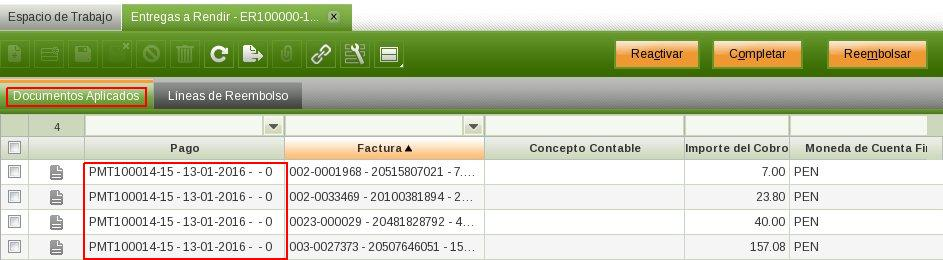 Espacio de Trabajo Entregas a Rendir - ER100000-1... x
Reactivar Completar Reembolsar
Documentos Aplicados Líneas de Reembolso
4
Pago Factura Concepto Contable Importe del Cobro Moneda de Cuenta Fi
PMT100014-15 - 13-01-2016 - - 0 002-0001968 - 20515807021 - 7.... 7.00 PEN
PMT100014-15 - 13-01-2016 - - 0 002-0033469 - 20100381894 - 2... 23.80 PEN
PMT100014-15 - 13-01-2016 - - 0 0023-000029 - 20481828792 - 4... 40.00 PEN
PMT100014-15 - 13-01-2016 - - 0 003-0027373 - 20507646051 - 15... 157.08 PEN